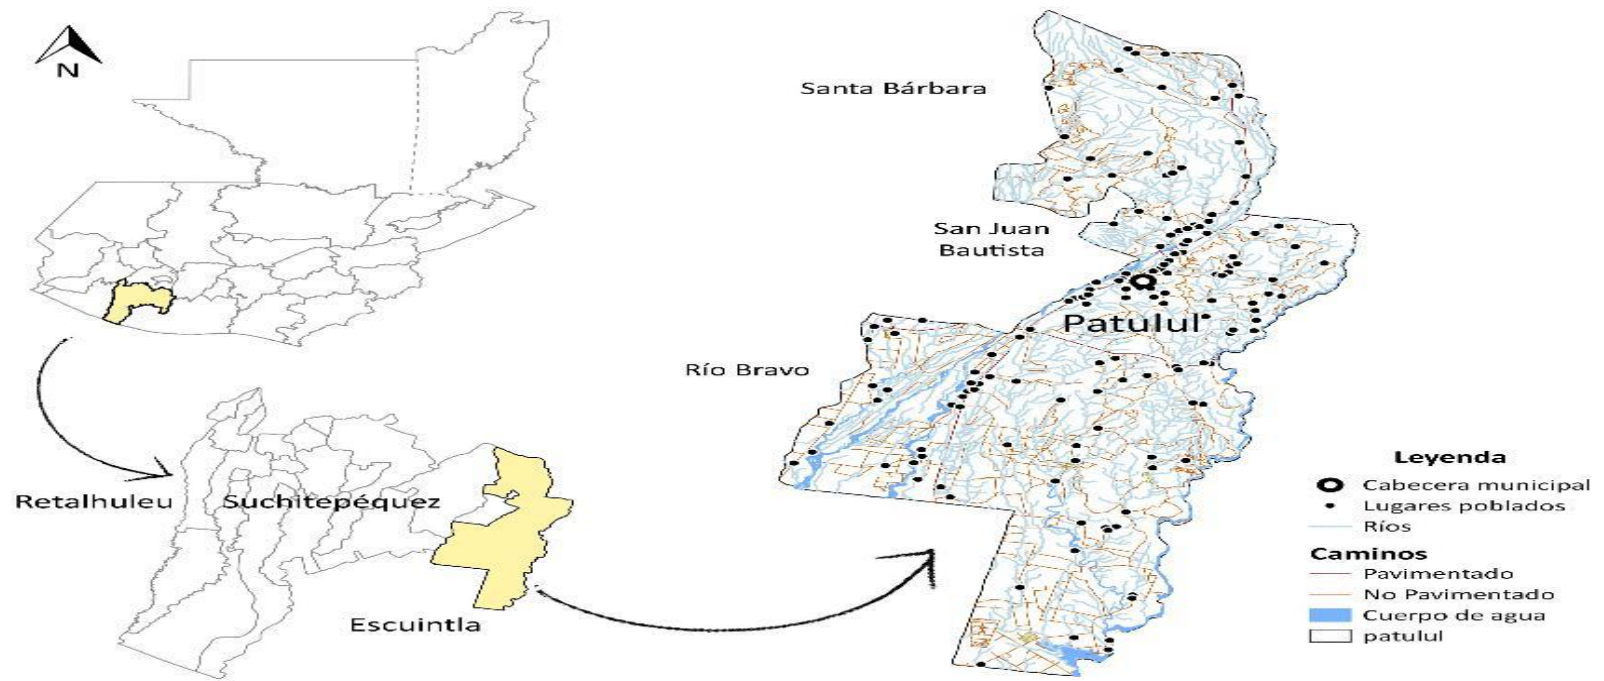 N
Retalhuleu
Suchitepéquez
Escuintla
Santa Bárbara
San Juan
Bautista
Patulul
Río Bravo
Leyenda
Cabecera municipal
Lugares poblados
Ríos
Caminos
Pavimentado
No Pavimentado
Cuerpo de agua
patulul